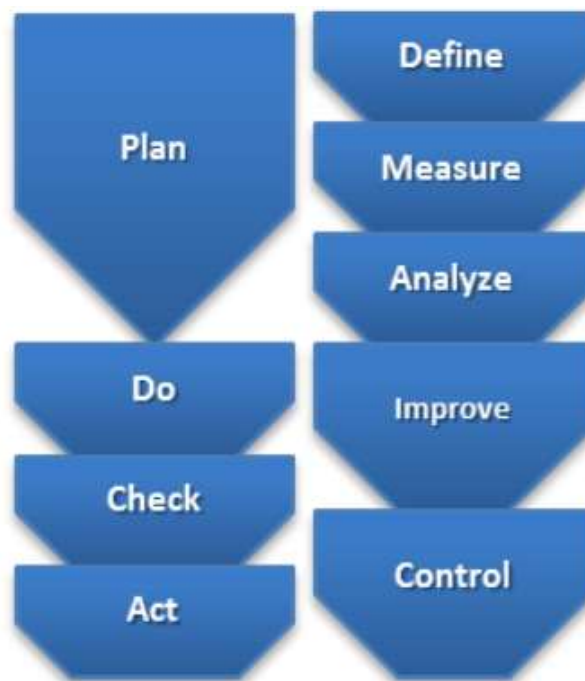 Plan
Do
Check
Act
Define
Measure
Analyze
Improve
Control